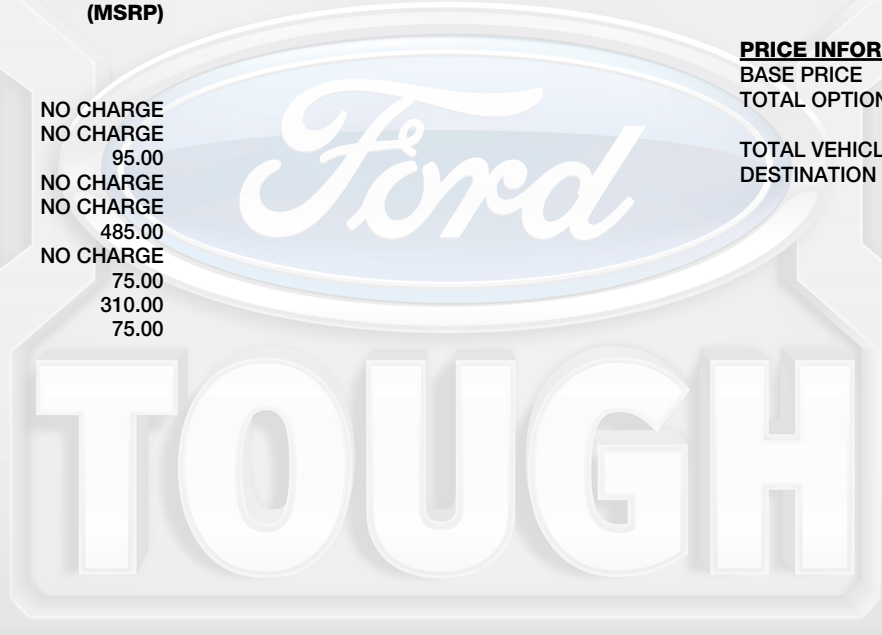 (MSRP)
NO CHARGE
NO CHARGE
95.00
NO CHARGE
NO CHARGE
485.00
NO CHARGE
75.00
310.00
75.00
PRICE INFOR
BASE PRICE
TOTAL OPTION
TOTAL VEHICL
DESTINATION
Ford
TOUGH